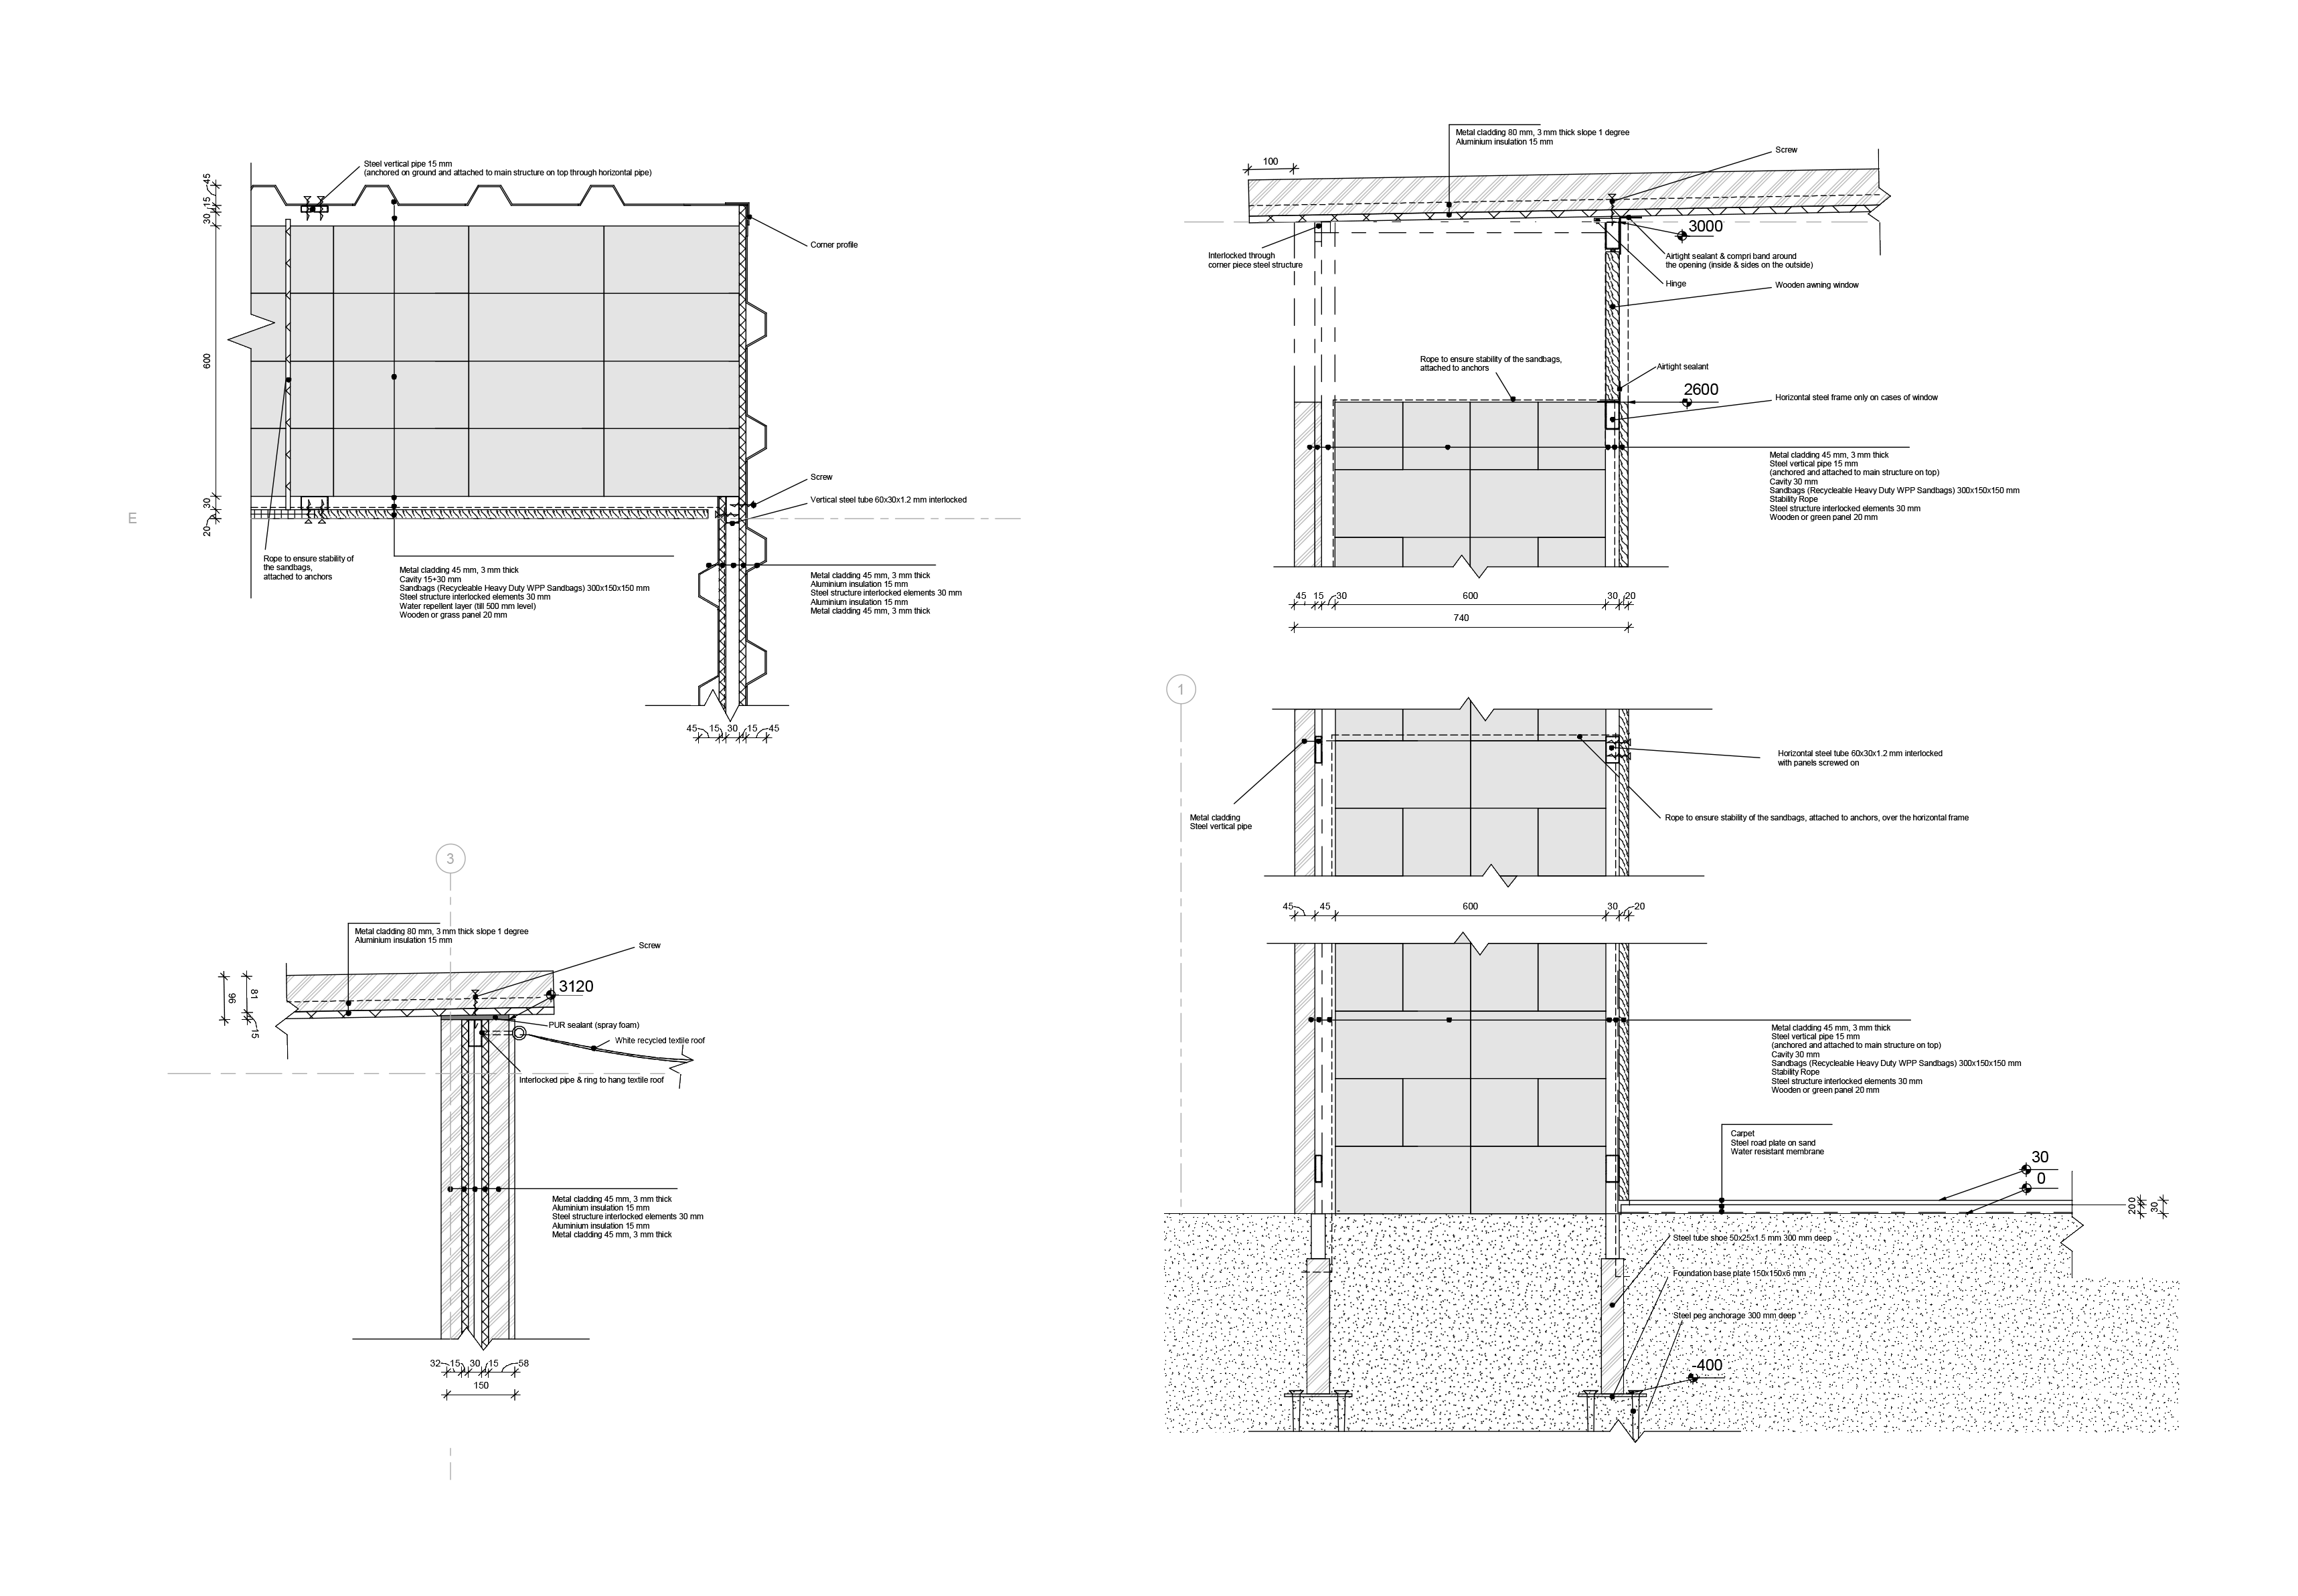 Steel vertical pipe 15 mm
(anchored on ground and attached to main structure on top through horizontal pipe)
45
15
30
600
30
20
E
Corner profile
Screw
Vertical steel tube 60x30x1.2 mm interlocked
Rope to ensure stability of
the sandbags,
attached to anchors
Metal cladding 45 mm, 3 mm thick
Cavity 15+30 mm
Sandbags (Recycleable Heavy Duty WPP Sandbags) 300x150x150 mm
Steel structure interlocked elements 30 mm
Water repellent layer (till 500 mm level)
Wooden or grass panel 20 mm
Metal cladding 45 mm, 3 mm thick
Aluminium insulation 15 mm
Steel structure interlocked elements 30 mm
Aluminium insulation 15 mm
Metal cladding 45 mm, 3 mm thick
45 15 30 15 45
3
Metal cladding 80 mm, 3 mm thick slope 1 degree
Aluminium insulation 15 mm
Screw
96
81
15
3120
PUR sealant (spray foam)
White recycled textile roof
Interlocked pipe & ring to hang textile roof
Metal cladding 45 mm, 3 mm thick
Aluminium insulation 15 mm
Steel structure interlocked elements 30 mm
Aluminium insulation 15 mm
Metal cladding 45 mm, 3 mm thick
32 15 30 15 58
150
Metal cladding 80 mm, 3 mm thick slope 1 degree
Aluminium insulation 15 mm
Screw
100
3000
Interlocked through
corner piece steel structure
Airtight sealant & compri band around
the opening (inside & sides on the outside)
Hinge
Wooden awning window
Rope to ensure stability of the sandbags,
attached to anchors
Airtight sealant
2600
Horizontal steel frame only on cases of window
Metal cladding 45 mm, 3 mm thick
Steel vertical pipe 15 mm
(anchored and attached to main structure on top)
Cavity 30 mm
Sandbags (Recycleable Heavy Duty WPP Sandbags) 300x150x150 mm
Stability Rope
Steel structure interlocked elements 30 mm
Wooden or green panel 20 mm
45 15 30 600 30 20
740
1
Horizontal steel tube 60x30x1.2 mm interlocked
with panels screwed on
Metal cladding
Steel vertical pipe
Rope to ensure stability of the sandbags, attached to anchors, over the horizontal frame
45 45 600 30 20
Metal cladding 45 mm, 3 mm thick
Steel vertical pipe 15 mm
(anchored and attached to main structure on top)
Cavity 30 mm
Sandbags (Recycleable Heavy Duty WPP Sandbags) 300x150x150 mm
Stability Rope
Steel structure interlocked elements 30 mm
Wooden or green panel 20 mm
Carpet
Steel road plate on sand
Water resistant membrane
30
0
30
Steel tube shoe 50x25x1.5 mm 300 mm deep
Foundation base plate 150x150x6 mm
Steel peg anchorage 300 mm deep
-400